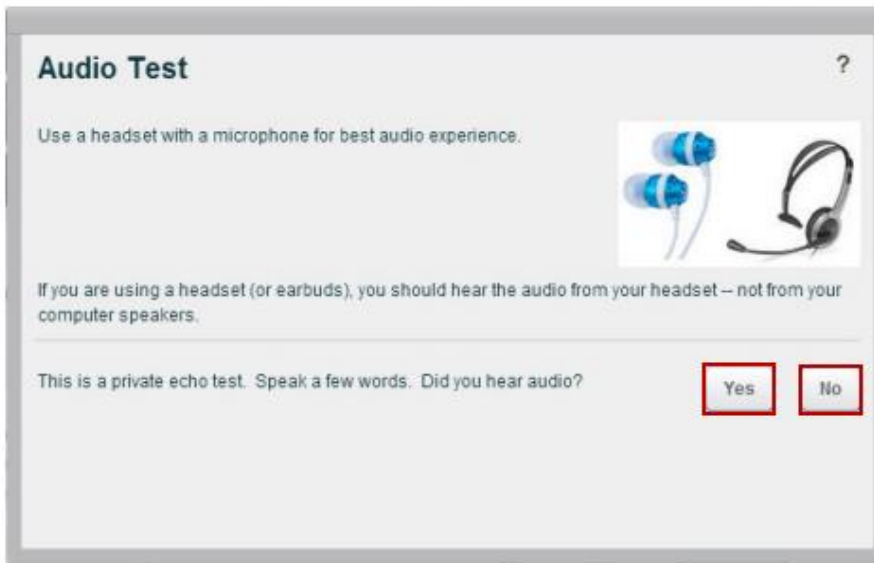 Audio Test
?
Use a headset with a microphone for best audio experience.
If you are using a headset (or earbuds), you should hear the audio from your headset -- not from your
computer speakers.
This is a private echo test. Speak a few words. Did you hear audio?
Yes
No